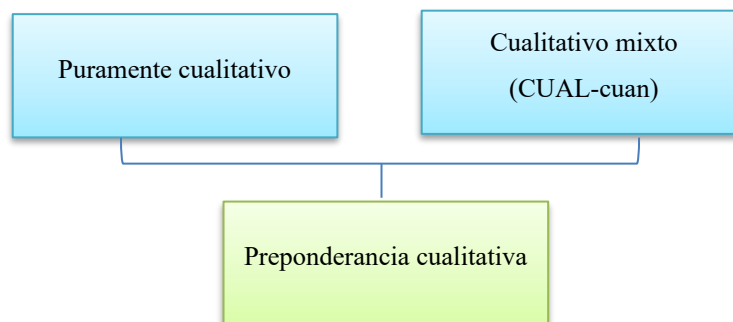 Puramente cualitativo
Cualitativo mixto
(CUAL-cuan)
Preponderancia cualitativa